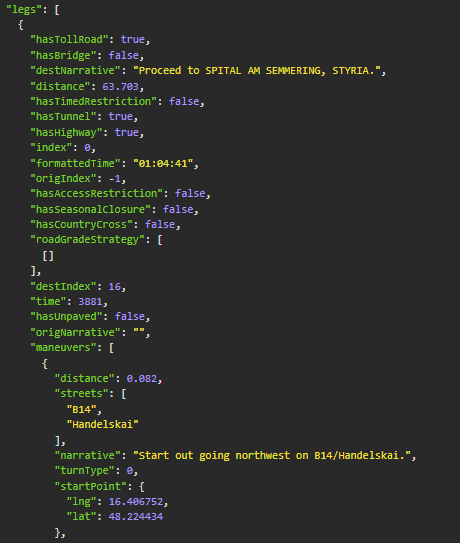 "legs": [
{
"hasTollRoad": true,
"hasBridge": false,
"destNarrative": "Proceed to SPITAL AM SEMMERING, STYRIA.",
"distance": 63.703,
"hasTimedRestriction": false,
"hasTunnel": true,
"hasHighway": true,
"index": 0,
"formattedTime": "01:04:41",
"origIndex": -1,
"hasAccessRestriction": false,
"hasSeasonalClosure": false,
"hasCountryCross": false,
"roadGradeStrategy": [
[]
],
"destIndex": 16,
"time": 3881,
"hasUnpaved": false,
"origNarrative": "",
"maneuvers": [
{
"distance": 0.082,
"streets": [
"B14",
"Handelskai"
],
"narrative": "Start out going northwest on B14/Handelskai.",
"turnType": 0,
"startPoint": {
"lng": 16.406752,
"lat": 48.224434
},